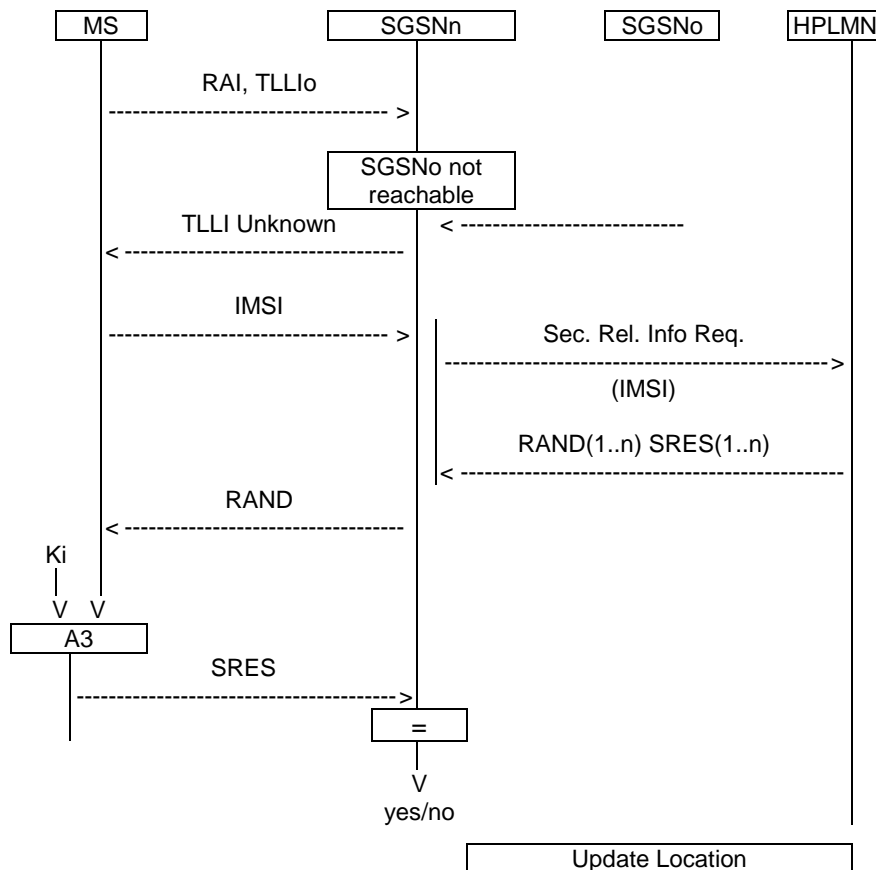 MS SGSNn SGSNo HPLMN
RAI, TLLIo
------------------------------- >
SGSNo not
reachable
TLLI Unknown
< -------------------------
< -------------------------------
IMSI
------------------------------- >
Sec. Rel. Info Req.
------------------------------------------->
(IMSI)
RAND(1..n) SRES(1..n)
< -------------------------------------------
RAND
< -------------------------------
Ki
V V
A3
SRES
------------------------------------>
=
V
yes/no
Update Location